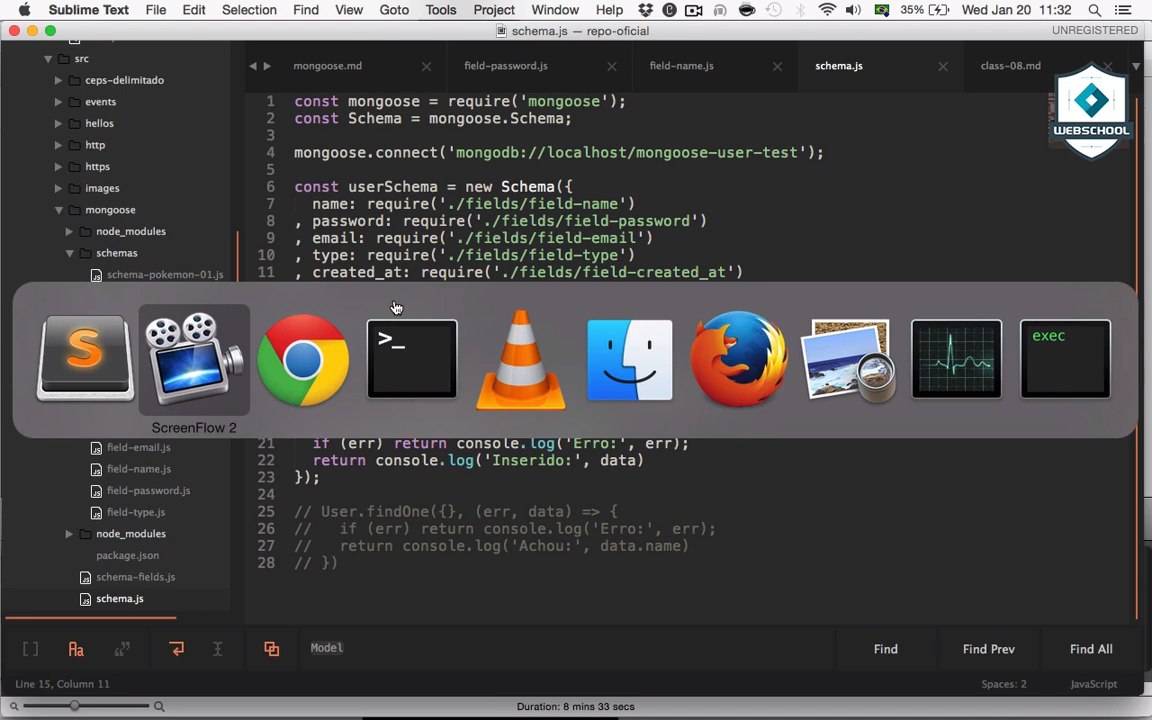 Sublime Text File Edit Selection Find View Goto Tools Project Window Help 35% Wed Jan 20 11:32
schema.js — repo-oficial UNREGISTERED
src
ceps-delimitado
events
hellos
http
https
images
mongoose
node_modules
schemas
schema-pokemon-01.js
field-email.js
field-name.js
field-password.js
field-type.js
node_modules
package.json
schema-fields.js
schema.js
mongoose.md field-password.js field-name.js schema.js class-08.md
WEBSCHOOL
1 const mongoose = require('mongoose');
2 const Schema = mongoose.Schema;
3
4 mongoose.connect('mongodb://localhost/mongoose-user-test');
5
6 const userSchema = new Schema({
7 name: require('./fields/field-name')
8 , password: require('./fields/field-password')
9 , email: require('./fields/field-email')
10 , type: require('./fields/field-type')
11 , created_at: require('./fields/field-created_at')
S
>_
exec
ScreenFlow 2
21 if (err) return console.log('Erro:', err);
22 return console.log('Inserido:', data)
23 });
24
25 // User.findOne({}, (err, data) => {
26 // if (err) return console.log('Erro:', err);
27 // return console.log('Achou:', data.name)
28 // })
Aa Model Find Find Prev Find All
Line 15, Column 11 Spaces: 2 JavaScript
Duration: 8 mins 33 secs